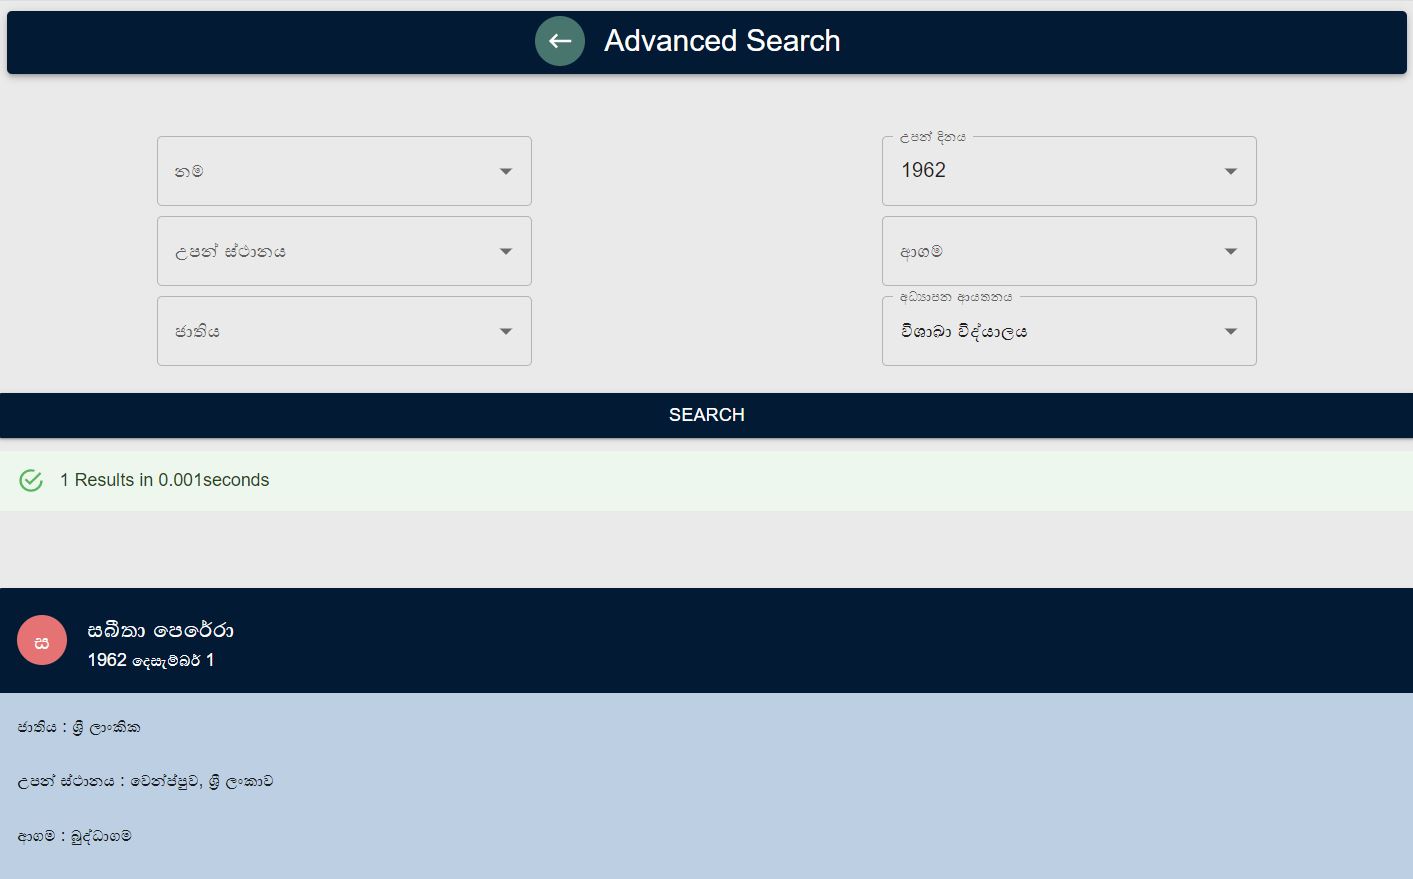 Advanced Search
නම
උපන් දිනය
1962
උපන් ස්ථානය
ආගම
ජාතිය
අධ්‍යාපන ආයතනය
විශාඛා විද්යාලය
SEARCH
1 Results in 0.001seconds
ස
සබීතා පෙරේරා
1962 දෙසැම්බර් 1
ජාතිය : ශ්‍රී ලාංකික
උපන් ස්ථානය : වෙන්ප්පුව, ශ්‍රී ලංකාව
ආගම : බුද්ධාගම